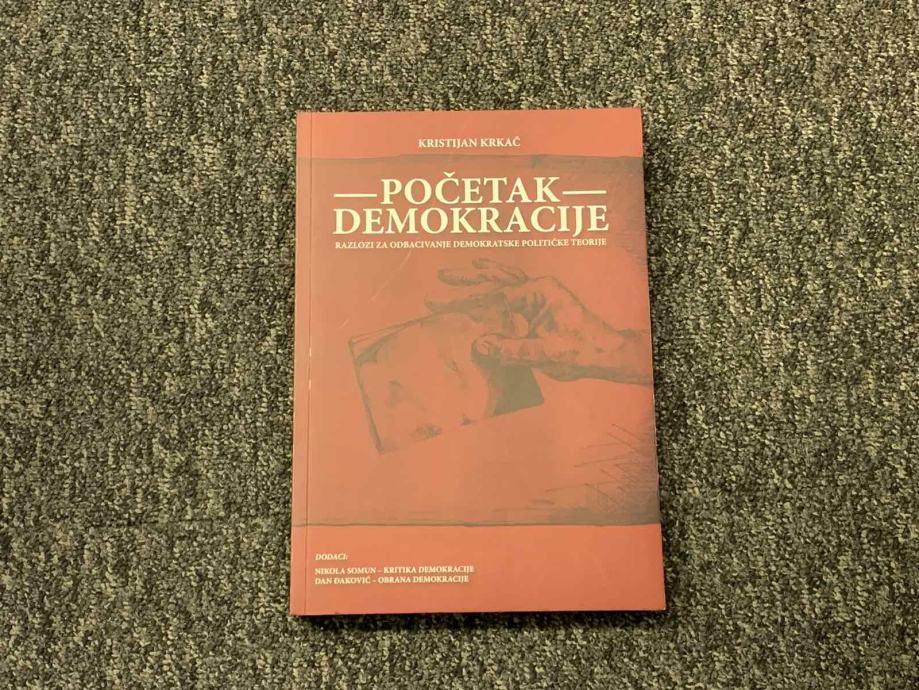 KRISTIJAN KRKAČ
POČETAK
DEMOKRACIJE
RAZLOZI ZA ODBACIVANJE DEMOKRATSKE POLITIČKE TEORIJE
DODACI:
NIKOLA SOMUN – KRITIKA DEMOKRACIJE
DAN ĐAKOVIĆ – OBRANA DEMOKRACIJE